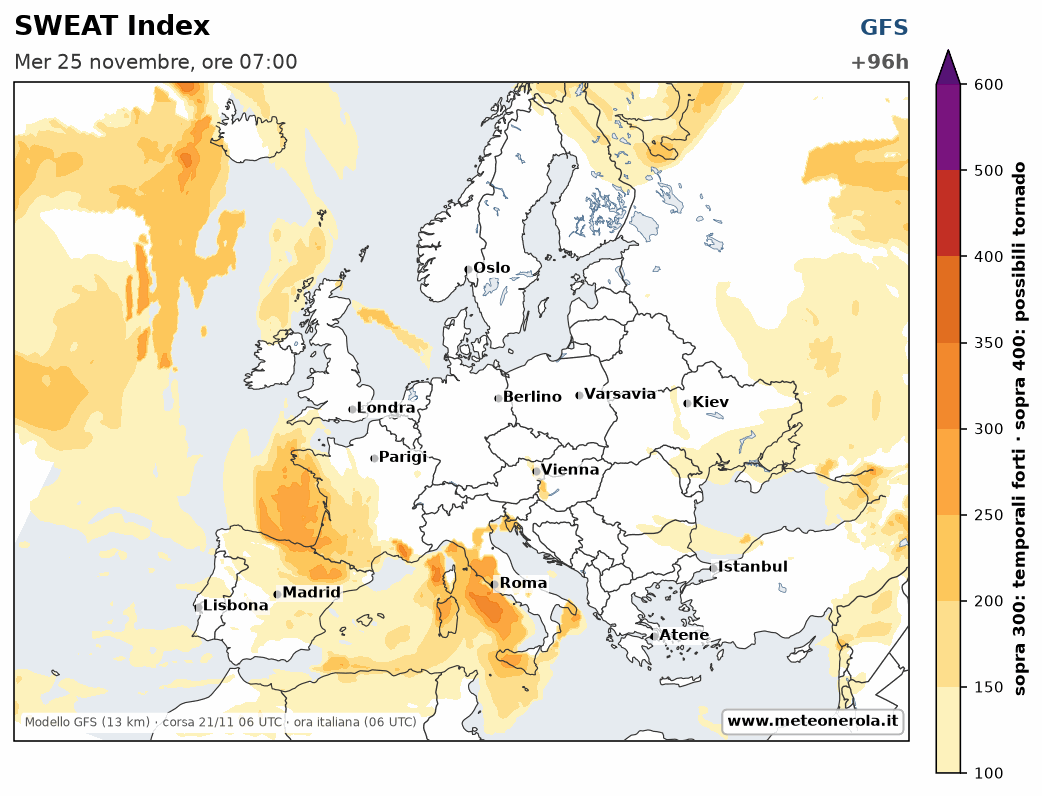 SWEAT Index
GFS
Mer 25 novembre, ore 07:00
+96h
600
500
400
350
300
250
200
150
100
sopra 300: temporali forti · sopra 400: possibili tornado
Oslo
Berlino
Varsavia
Kiev
Londra
Parigi
Vienna
Istanbul
Roma
Madrid
Lisbona
Atene
Modello GFS (13 km) · corsa 21/11 06 UTC · ora italiana (06 UTC)
www.meteonerola.it